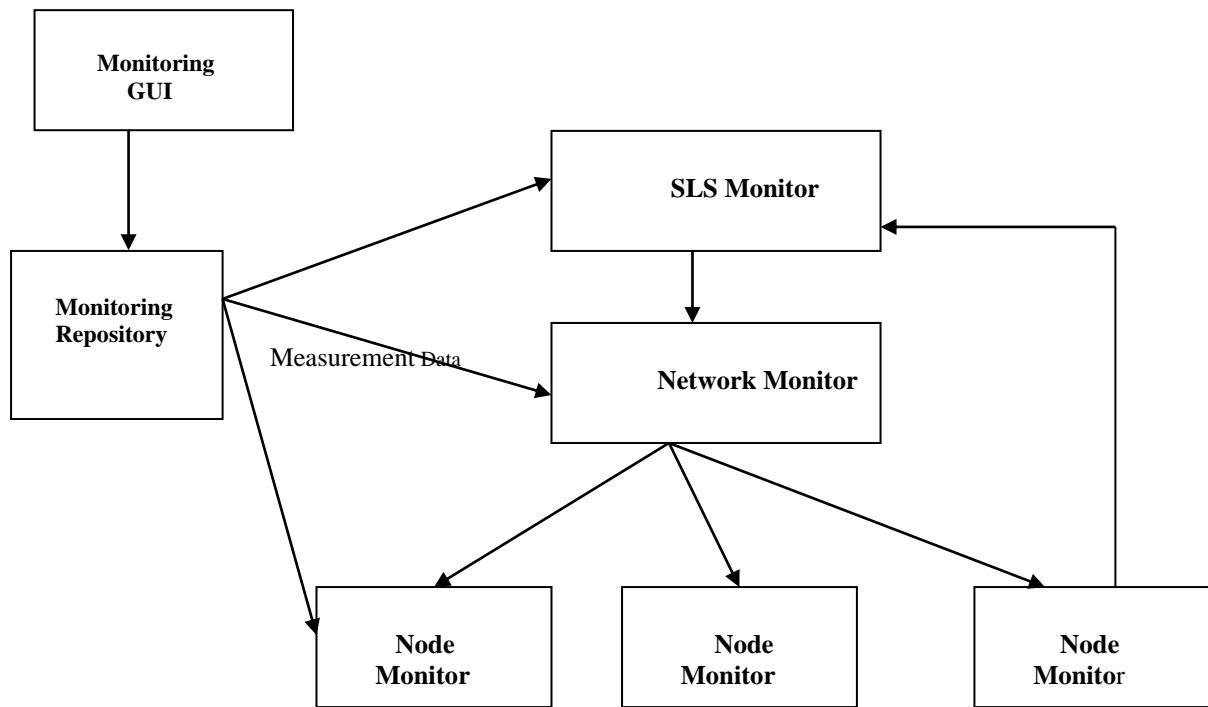 Monitoring
GUI
SLS Monitor
Monitoring
Repository
Measurement Data
Network Monitor
Node
Monitor
Node
Monitor
Node
Monitor